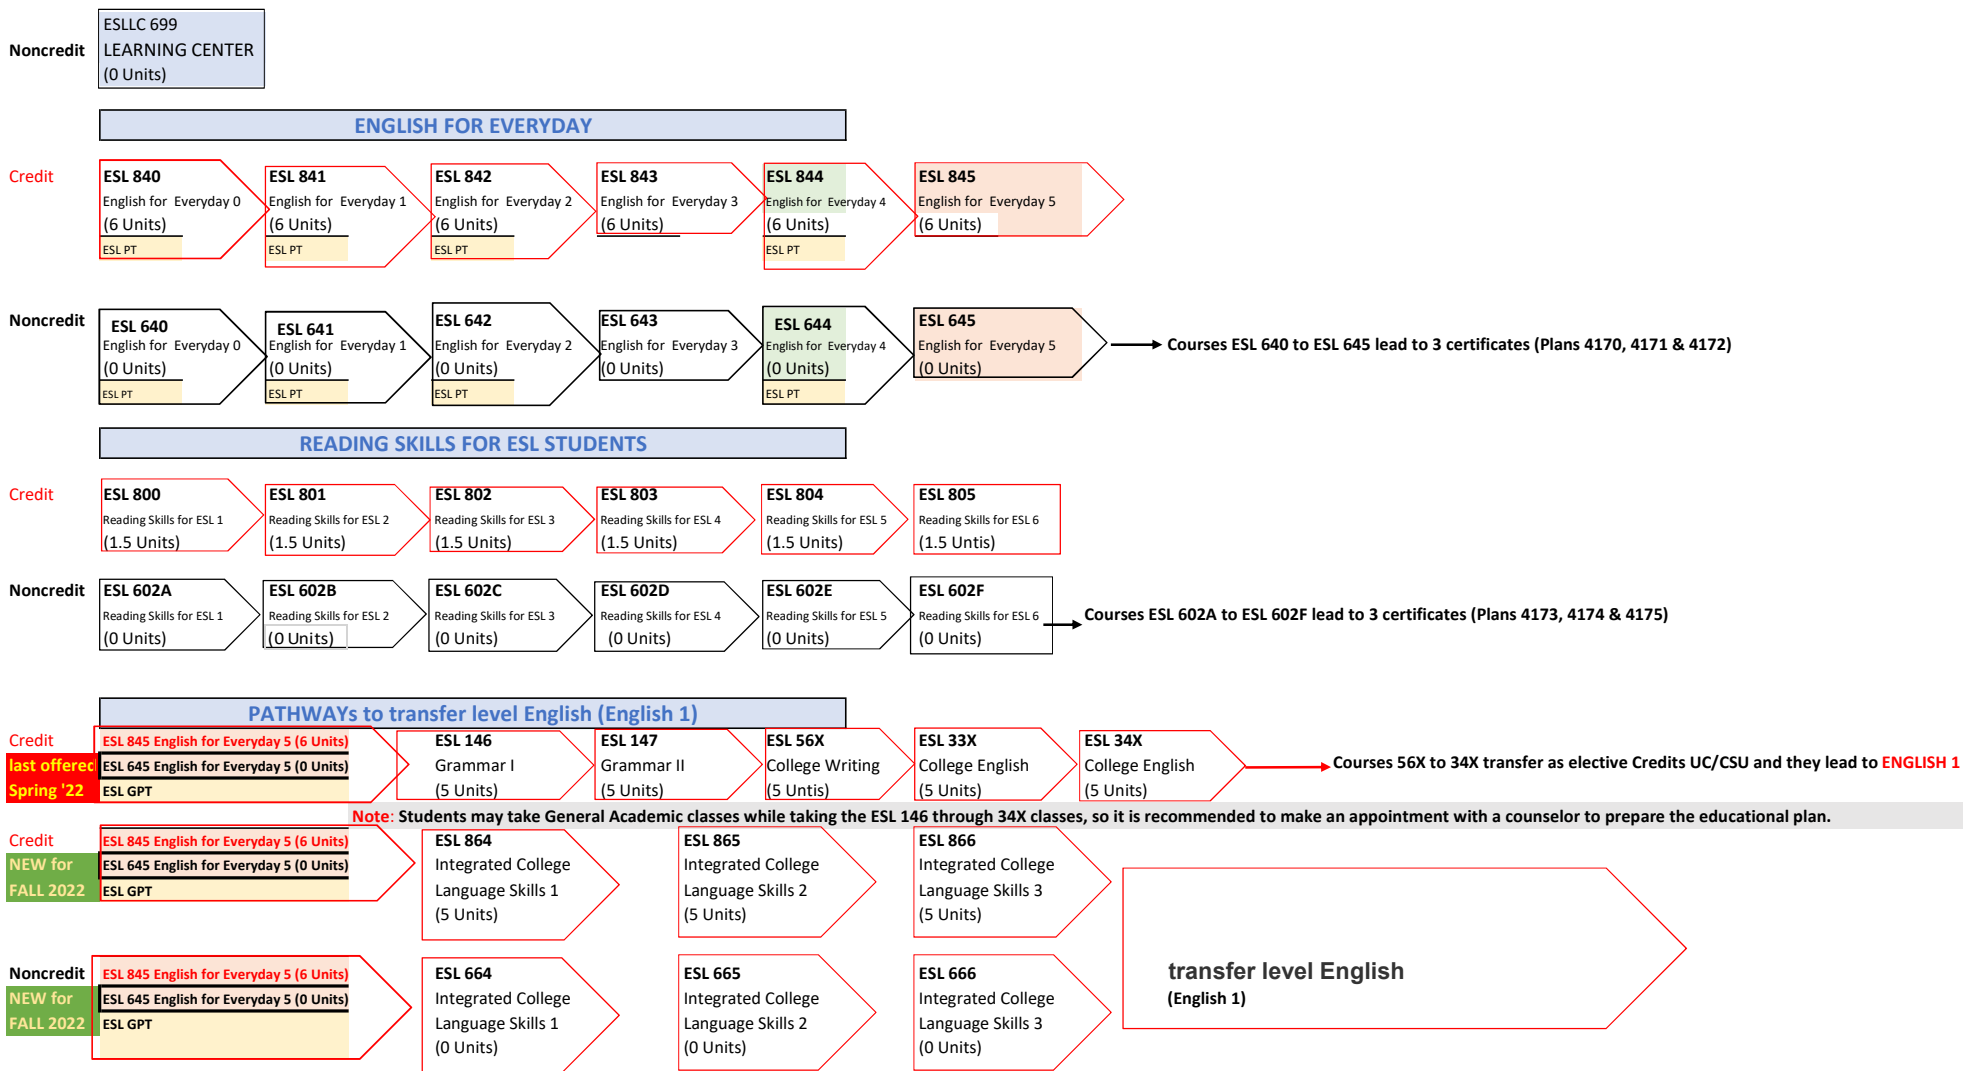 Noncredit
ESLLC 699
LEARNING CENTER
(0 Units)
ENGLISH FOR EVERYDAY
Credit
ESL 840
English for Everyday 0
(6 Units)
ESL PT
ESL 841
English for Everyday 1
(6 Units)
ESL PT
ESL 842
English for Everyday 2
(6 Units)
ESL PT
ESL 843
English for Everyday 3
(6 Units)
ESL 844
English for Everyday 4
(6 Units)
ESL PT
ESL 845
English for Everyday 5
(6 Units)
Noncredit
ESL 640
English for Everyday 0
(0 Units)
ESL PT
ESL 641
English for Everyday 1
(0 Units)
ESL PT
ESL 642
English for Everyday 2
(0 Units)
ESL PT
ESL 643
English for Everyday 3
(0 Units)
ESL 644
English for Everyday 4
(0 Units)
ESL PT
ESL 645
English for Everyday 5
(0 Units)
Courses ESL 640 to ESL 645 lead to 3 certificates (Plans 4170, 4171 & 4172)
READING SKILLS FOR ESL STUDENTS
Credit
ESL 800
Reading Skills for ESL 1
(1.5 Units)
ESL 801
Reading Skills for ESL 2
(1.5 Units)
ESL 802
Reading Skills for ESL 3
(1.5 Units)
ESL 803
Reading Skills for ESL 4
(1.5 Units)
ESL 804
Reading Skills for ESL 5
(1.5 Units)
ESL 805
Reading Skills for ESL 6
(1.5 Untis)
Noncredit
ESL 602A
Reading Skills for ESL 1
(0 Units)
ESL 602B
Reading Skills for ESL 2
(0 Units)
ESL 602C
Reading Skills for ESL 3
(0 Units)
ESL 602D
Reading Skills for ESL 4
(0 Units)
ESL 602E
Reading Skills for ESL 5
(0 Units)
ESL 602F
Reading Skills for ESL 6
(0 Units)
Courses ESL 602A to ESL 602F lead to 3 certificates (Plans 4173, 4174 & 4175)
PATHWAYs to transfer level English (English 1)
Credit
last offered
Spring '22
ESL 845 English for Everyday 5 (6 Units)
ESL 645 English for Everyday 5 (0 Units)
ESL GPT
ESL 146
Grammar I
(5 Units)
ESL 147
Grammar II
(5 Units)
ESL 56X
College Writing
(5 Untis)
ESL 33X
College English
(5 Units)
ESL 34X
College English
(5 Units)
Courses 56X to 34X transfer as elective Credits UC/CSU and they lead to ENGLISH 1
Note: Students may take General Academic classes while taking the ESL 146 through 34X classes, so it is recommended to make an appointment with a counselor to prepare the educational plan.
Credit
NEW for
FALL 2022
ESL 845 English for Everyday 5 (6 Units)
ESL 645 English for Everyday 5 (0 Units)
ESL GPT
ESL 864
Integrated College
Language Skills 1
(5 Units)
ESL 865
Integrated College
Language Skills 2
(5 Units)
ESL 866
Integrated College
Language Skills 3
(5 Units)
Noncredit
NEW for
FALL 2022
ESL 845 English for Everyday 5 (6 Units)
ESL 645 English for Everyday 5 (0 Units)
ESL GPT
ESL 664
Integrated College
Language Skills 1
(0 Units)
ESL 665
Integrated College
Language Skills 2
(0 Units)
ESL 666
Integrated College
Language Skills 3
(0 Units)
transfer level English
(English 1)